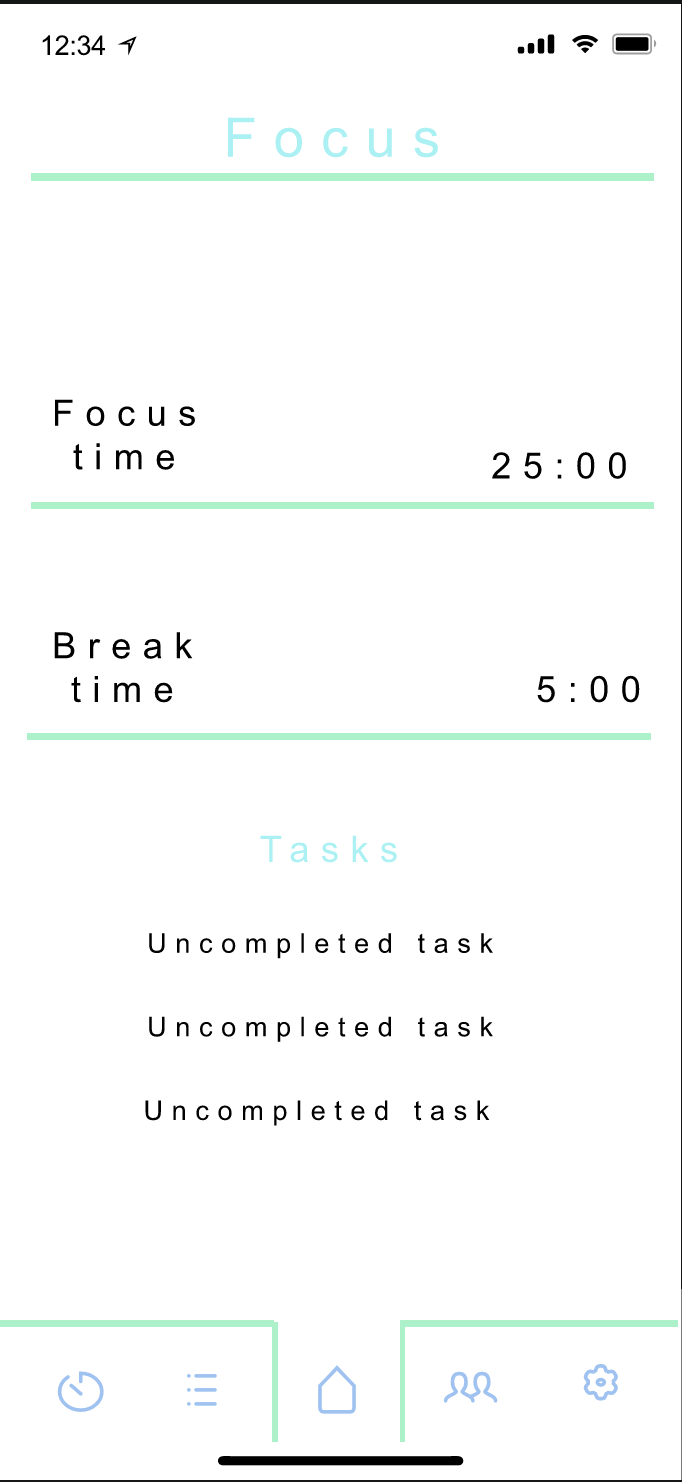 12:34
Focus
Focus
time
25:00
Break
time
5:00
Tasks
Uncompleted task
Uncompleted task
Uncompleted task